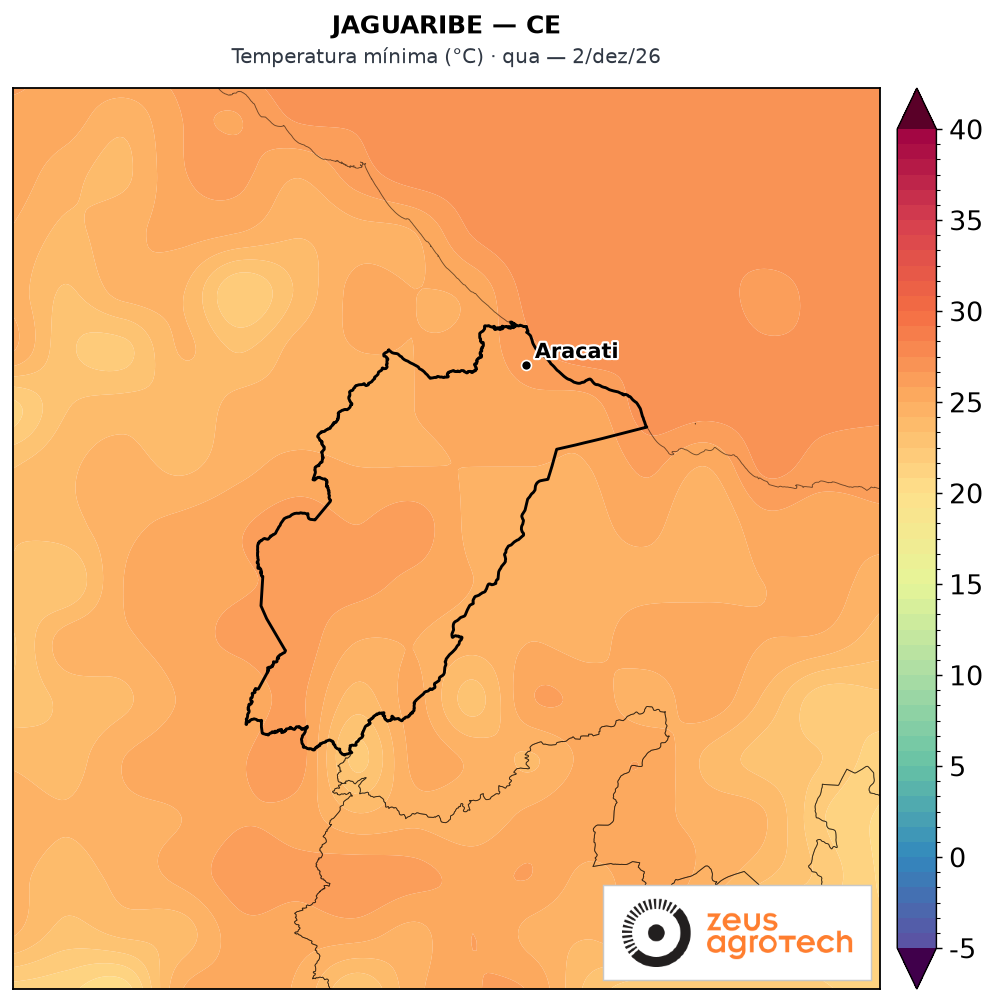 JAGUARIBE — CE
Temperatura mínima (°C) · qua — 2/dez/26
Aracati
40
35
30
25
20
15
10
5
0
-5
zeus
agrotech